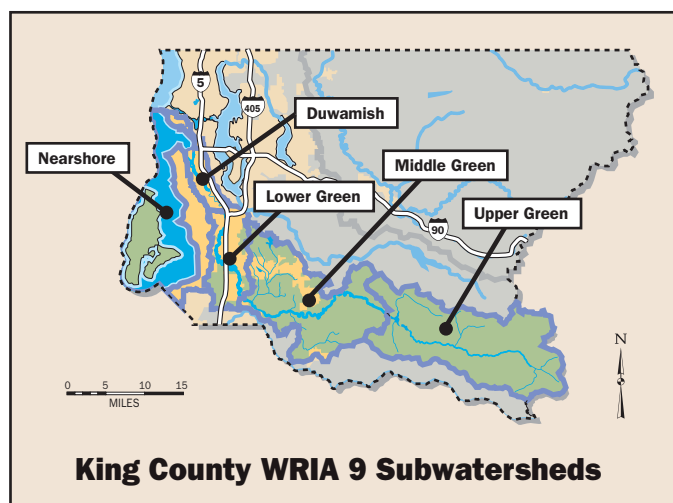 5
405
Duwamish
Nearshore
Middle Green
Lower Green
Upper Green
90
N
0 5 10 15
MILES
King County WRIA 9 Subwatersheds